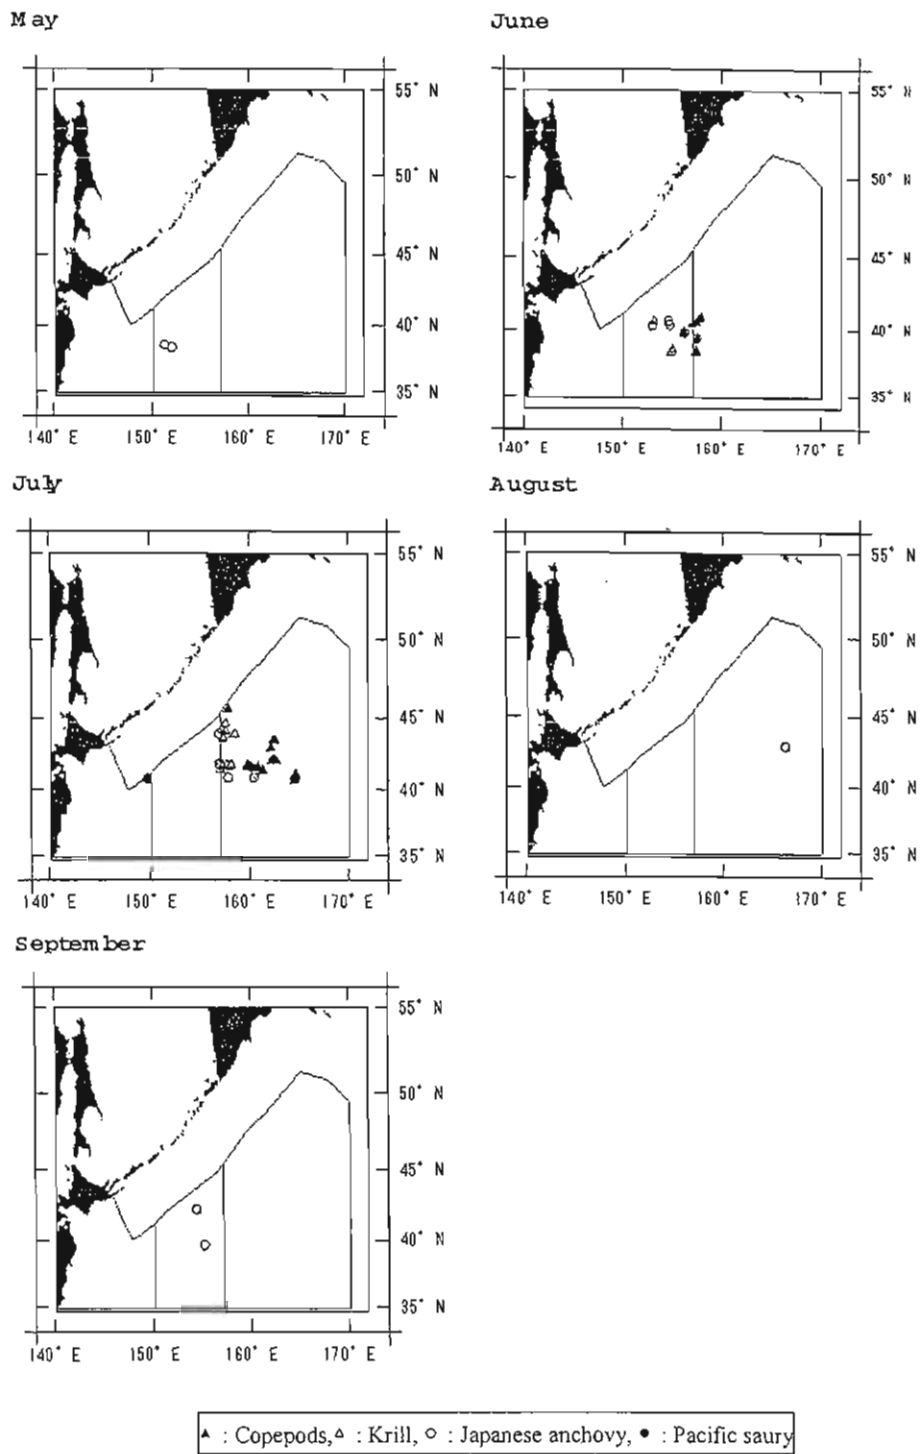 May
June
55° N
50° N
45° N
40° N
35° N
140° E 150° E 160° E 170° E
55° N
50° N
45° N
40° N
35° N
140° E 150° E 160° E 170° E
July
August
55° N
50° N
45° N
40° N
35° N
140° E 150° E 160° E 170° E
55° N
50° N
45° N
40° N
35° N
140° E 150° E 160° E 170° E
September
55° N
50° N
45° N
40° N
35° N
140° E 150° E 160° E 170° E
▲ : Copepods, △ : Krill, ○ : Japanese anchovy, ● : Pacific saury